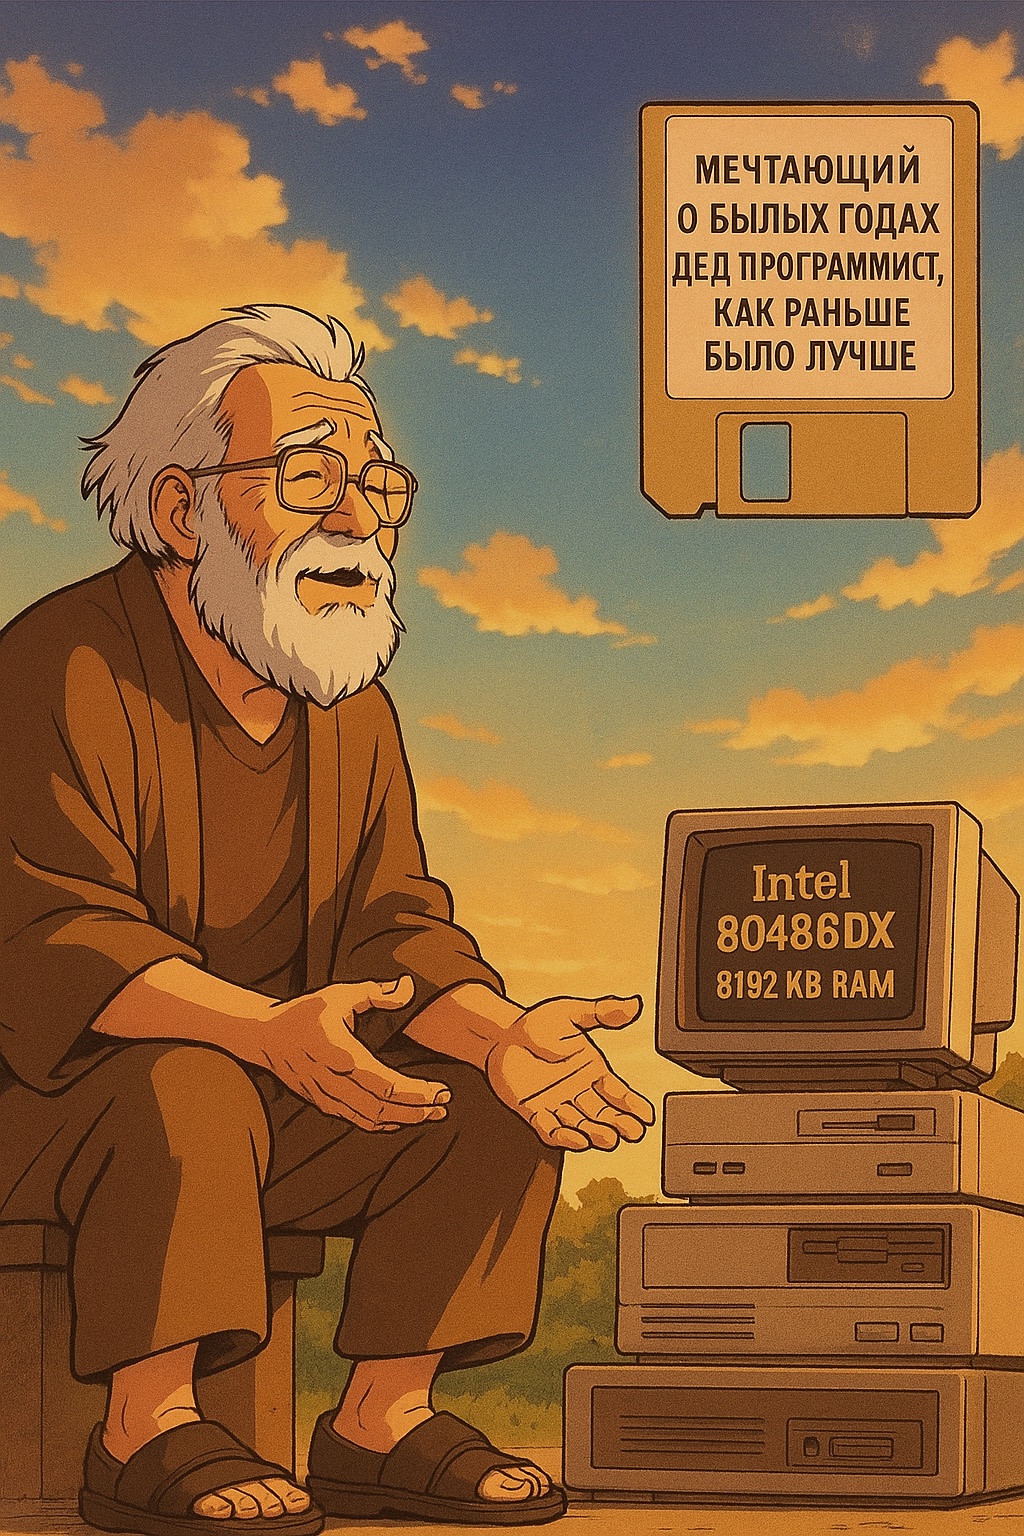 МЕЧТАЮЩИЙ
О БЫЛЫХ ГОДАХ
ДЕД ПРОГРАММИСТ,
КАК РАНЬШЕ
БЫЛО ЛУЧШЕ
Intel
80486DX
8192 KB RAM